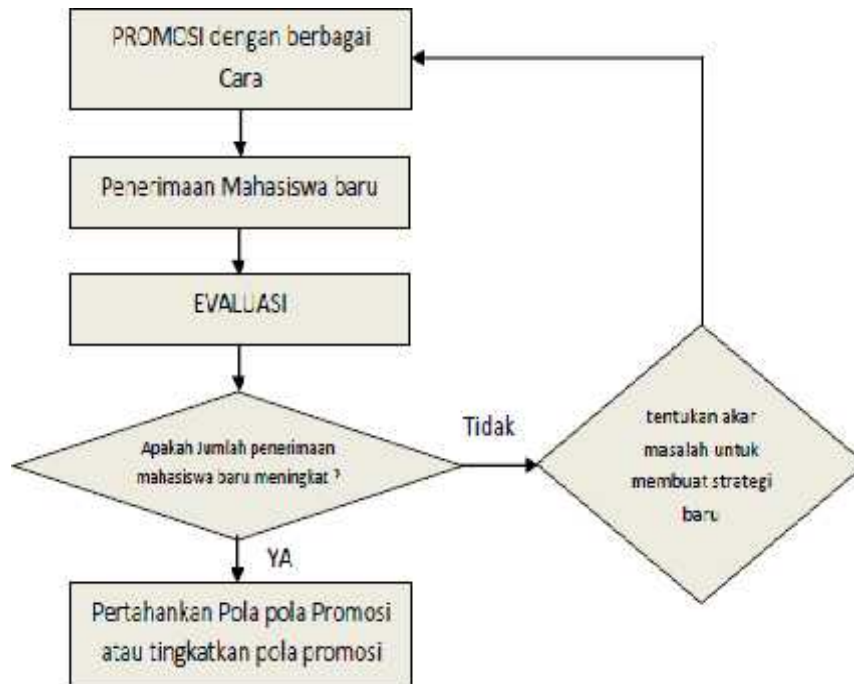 PROMOSI dengan berbagai
Cara
Penerimaan Mahasiswa baru
EVALUASI
Apakah Jumlah penerimaan
mahasiswa baru meningkat ?
Tidak
tentukan akar
masalah untuk
membuat strategi
baru
YA
Pertahankan Pola pola Promosi
atau tingkatkan pola promosi